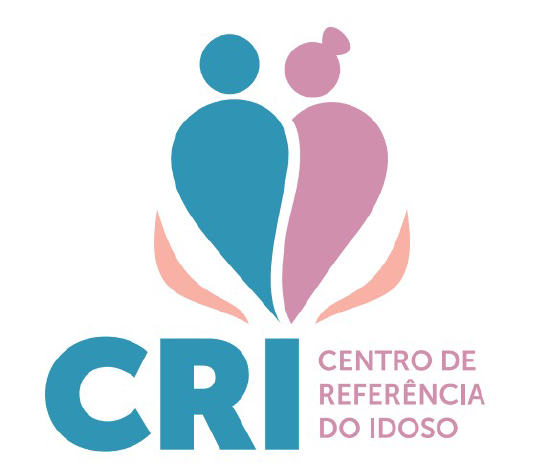 CRI
CENTRO DE
REFERÊNCIA
DO IDOSO